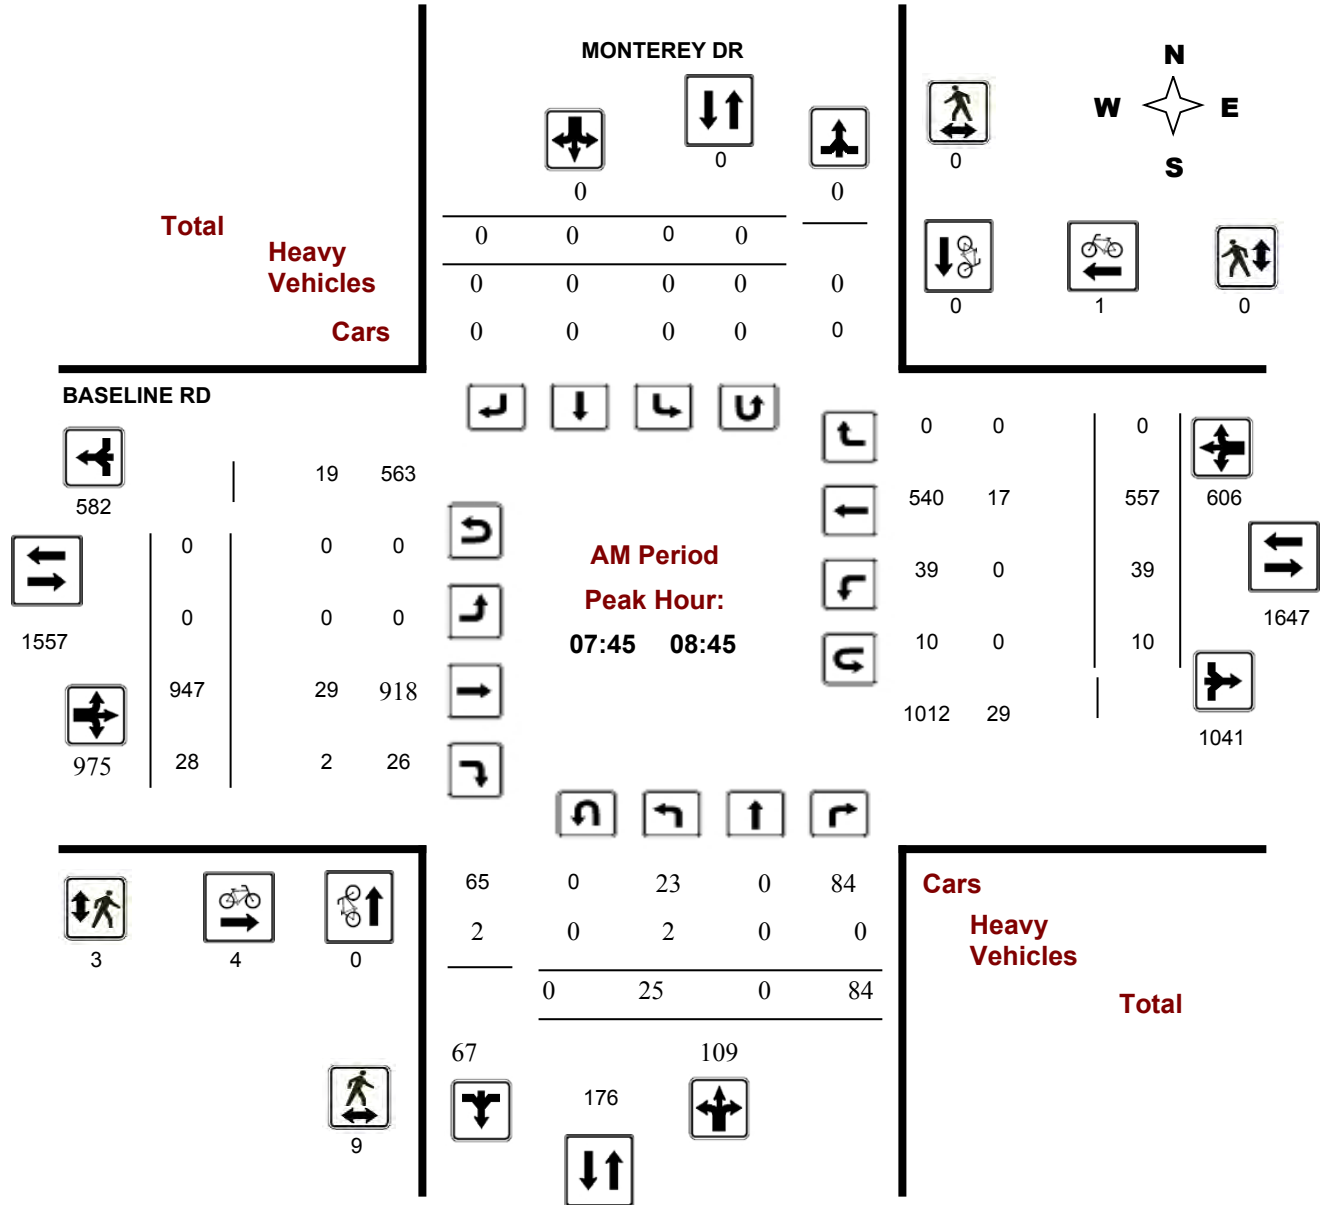 MONTEREY DR
N
W E
S
0
0
0 0
Total
0 0 0 0
Heavy
Vehicles
0 0 0 0 0
0 1 0
Cars
0 0 0 0 0
BASELINE RD
0 0 0
19 563
582
540 17 557 606
0 0 0
AM Period
39 0 39
Peak Hour:
0 0 0
1647
1557
07:45 08:45
10 0 10
947 29 918
1012 29
1041
975 28 2 26
65 0 23 0 84
Cars
2 0 2 0 0
Heavy
Vehicles
3 4 0
0 25 0 84
Total
67 109
176
9